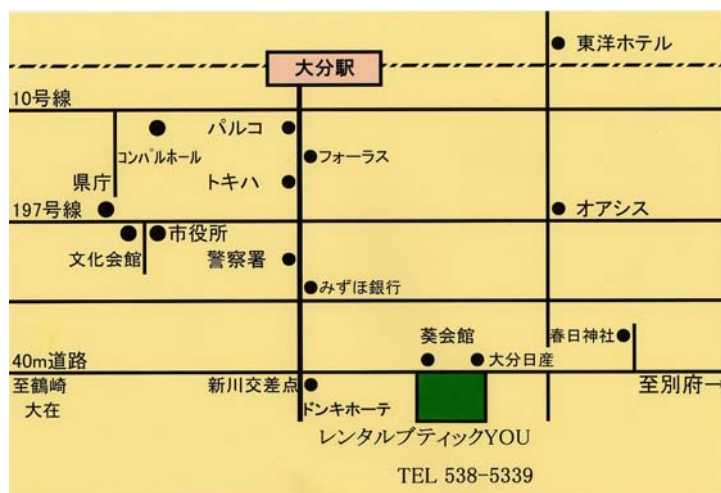 東洋ホテル
大分駅
10号線
パルコ
コンパルホール
フォーラス
県庁
トキハ
オアシス
197号線
市役所
文化会館
警察署
みずほ銀行
葵会館
春日神社
大分日産
40m道路
至鶴崎
大在
新川交差点
ドンキホーテ
至別府→
レンタルブティックYOU
TEL 538-5339